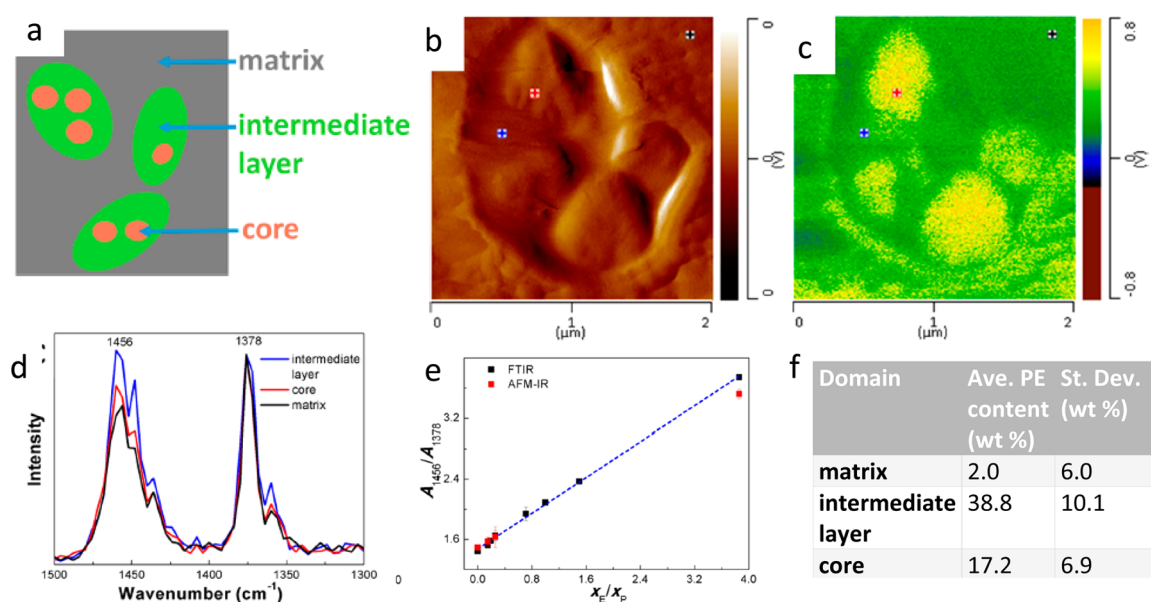 a
matrix
intermediate
layer
core
b
(V)
0
0
0
0
1
2
(µm)
c
0.8
0
(V)
-0.8
0
1
2
(µm)
d
1456
1378
intermediate
layer
core
matrix
Intensity
1500
1450
1400
1350
1300
Wavenumber (cm-1)
0
e
FTIR
AFM-IR
A1456/A1378
3.2
2.4
1.6
0.0
0.8
1.6
2.4
3.2
4.0
xE/xP
f
Domain Ave. PE St. Dev.
content (wt %)
(wt %)
matrix 2.0 6.0
intermediate 38.8 10.1
layer
core 17.2 6.9